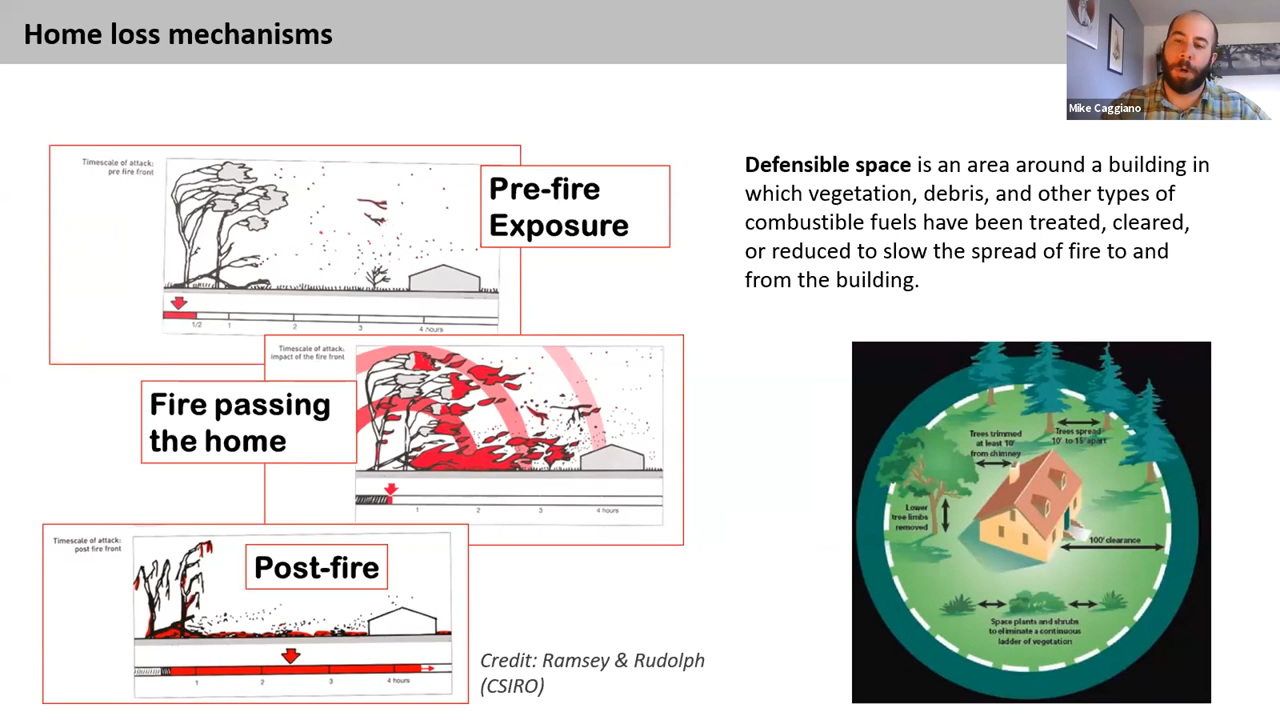 Home loss mechanisms
Mike Caggiano
Timescale of attack:
pre fire front
Pre-fire
Exposure
1/2 1 2 3 4 hours
Timescale of attack:
impact of the fire front
Fire passing
the home
1 2 3 4 hours
Timescale of attack:
post fire front
Post-fire
1 2 3 4 hours
Credit: Ramsey & Rudolph
(CSIRO)
Defensible space is an area around a building in
which vegetation, debris, and other types of
combustible fuels have been treated, cleared,
or reduced to slow the spread of fire to and
from the building.
Trees trimmed
at least 10'
from chimney
Trees spread
10' to 15' apart
Lower
tree limbs
removed
100' clearance
Space plants and shrubs
to eliminate a continuous
ladder of vegetation